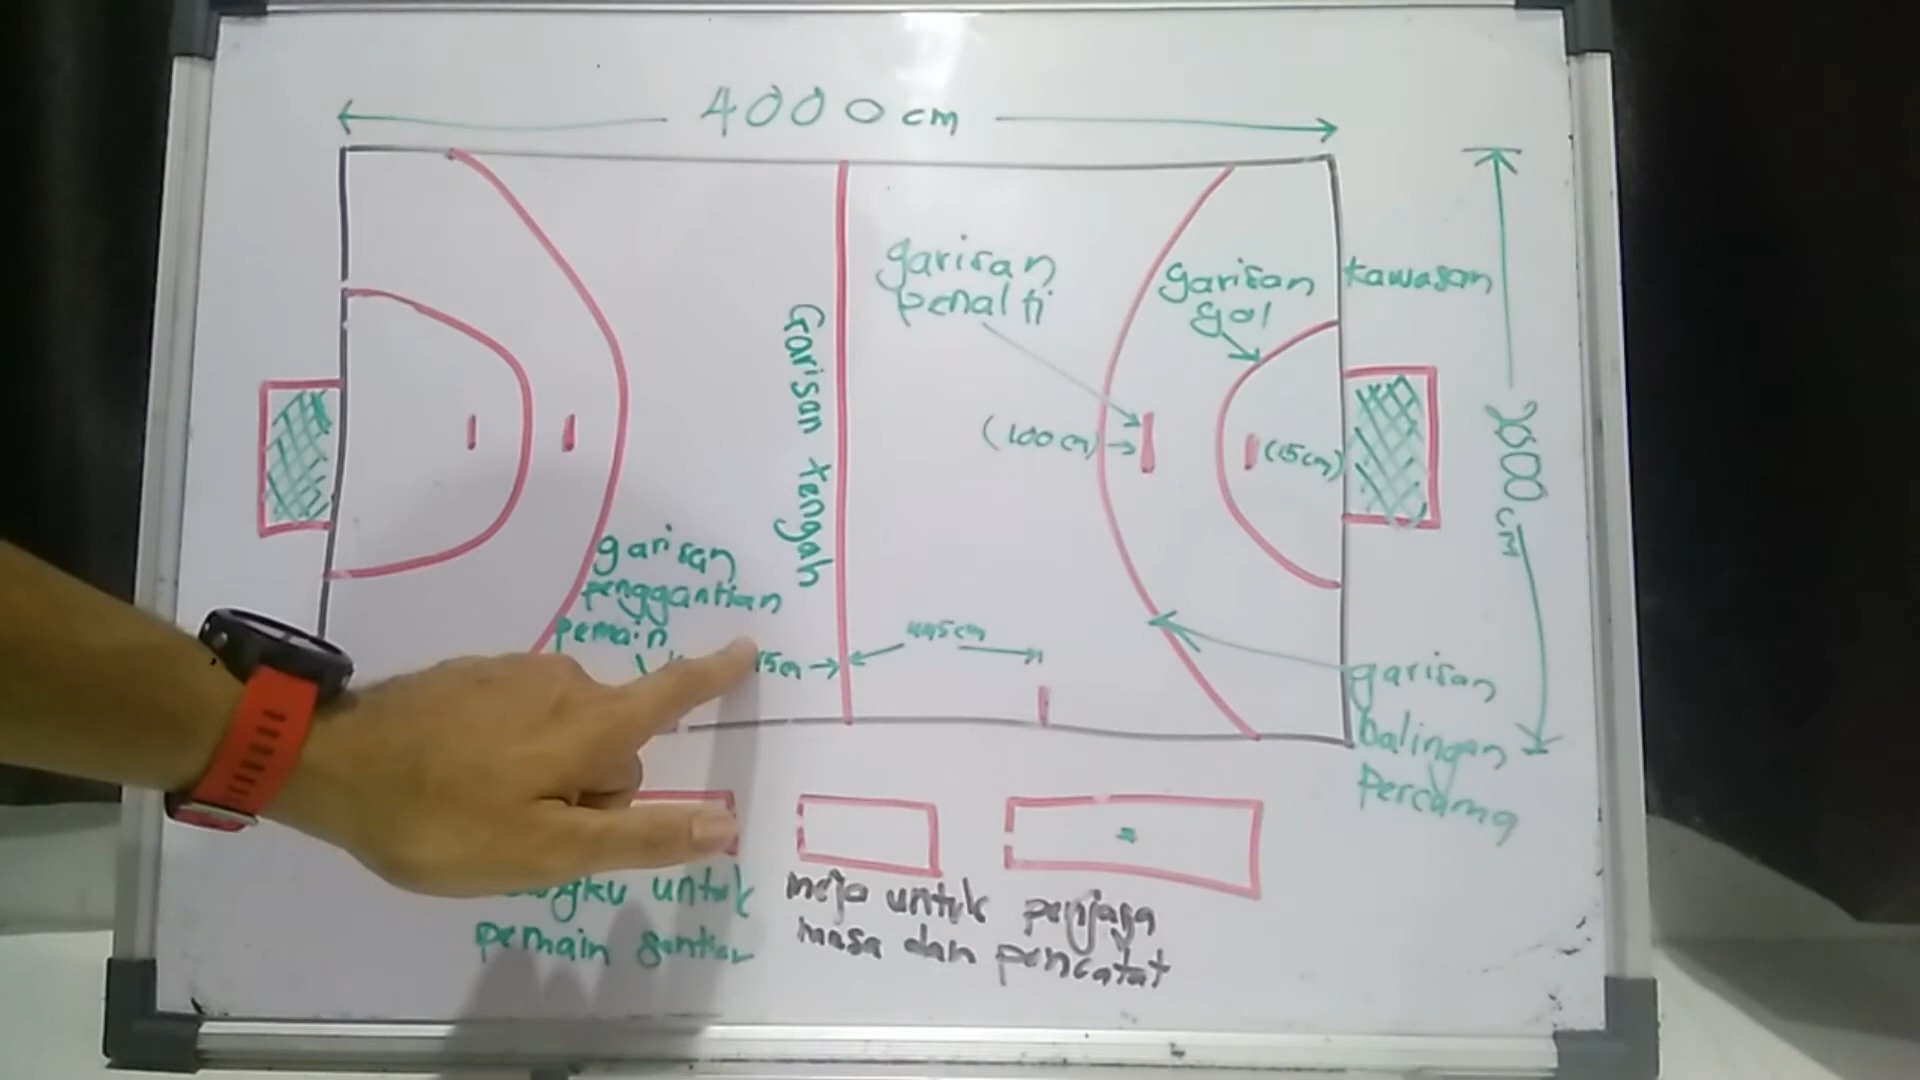 4000 cm
garisan
penalti
garisan
gol
kawasan
Garisan tengah
(100 cm)
(15cm)
2000 cm
garisan
penggantian
pemain
15cm
445cm
garisan
balingan
percuma
untuk
pemain gantian
meja untuk penjaga
masa dan pencatat